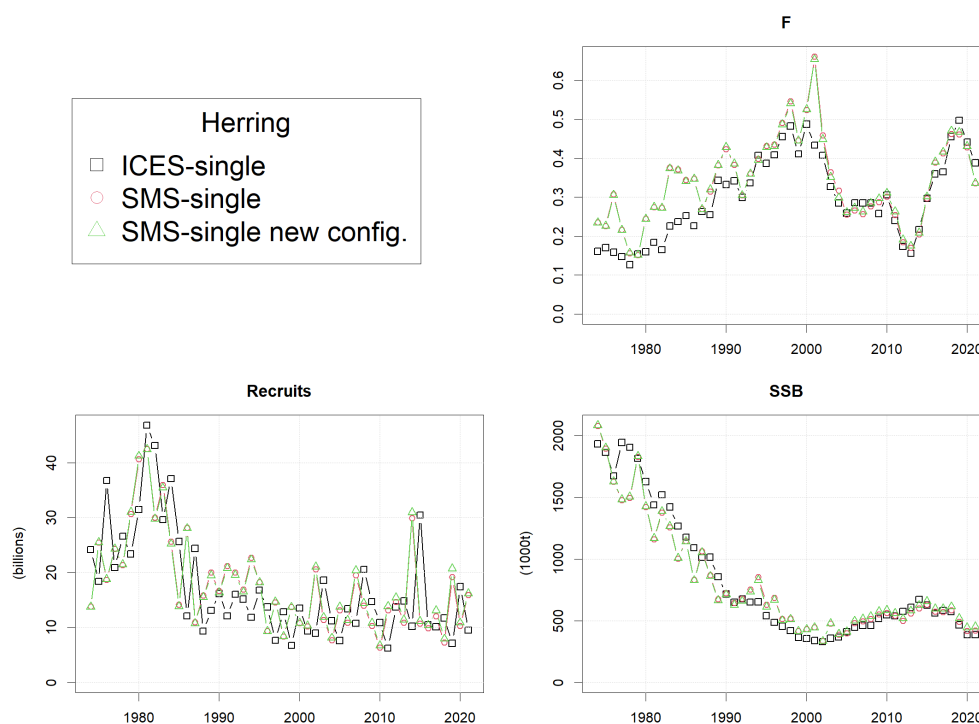 F
Herring
ICES-single
SMS-single
SMS-single new config.
0.0 0.1 0.2 0.3 0.4 0.5 0.6
1980 1990 2000 2010 2020
Recruits
(billions)
0 10 20 30 40
1980 1990 2000 2010 2020
SSB
(1000t)
0 500 1000 1500 2000
1980 1990 2000 2010 2020